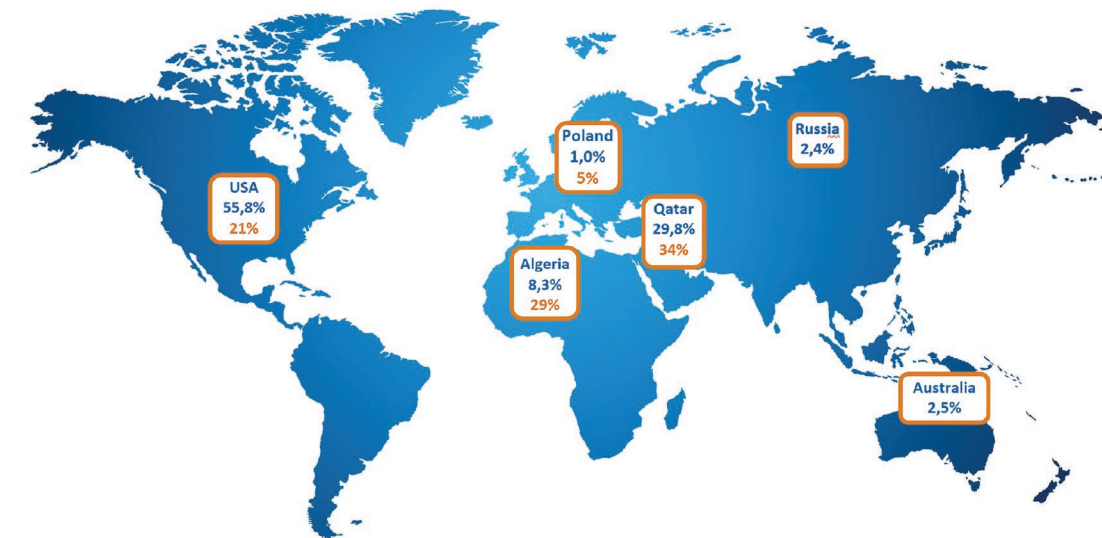 Poland
1,0%
5%
Russia
2,4%
USA
55,8%
21%
Qatar
29,8%
34%
Algeria
8,3%
29%
Australia
2,5%